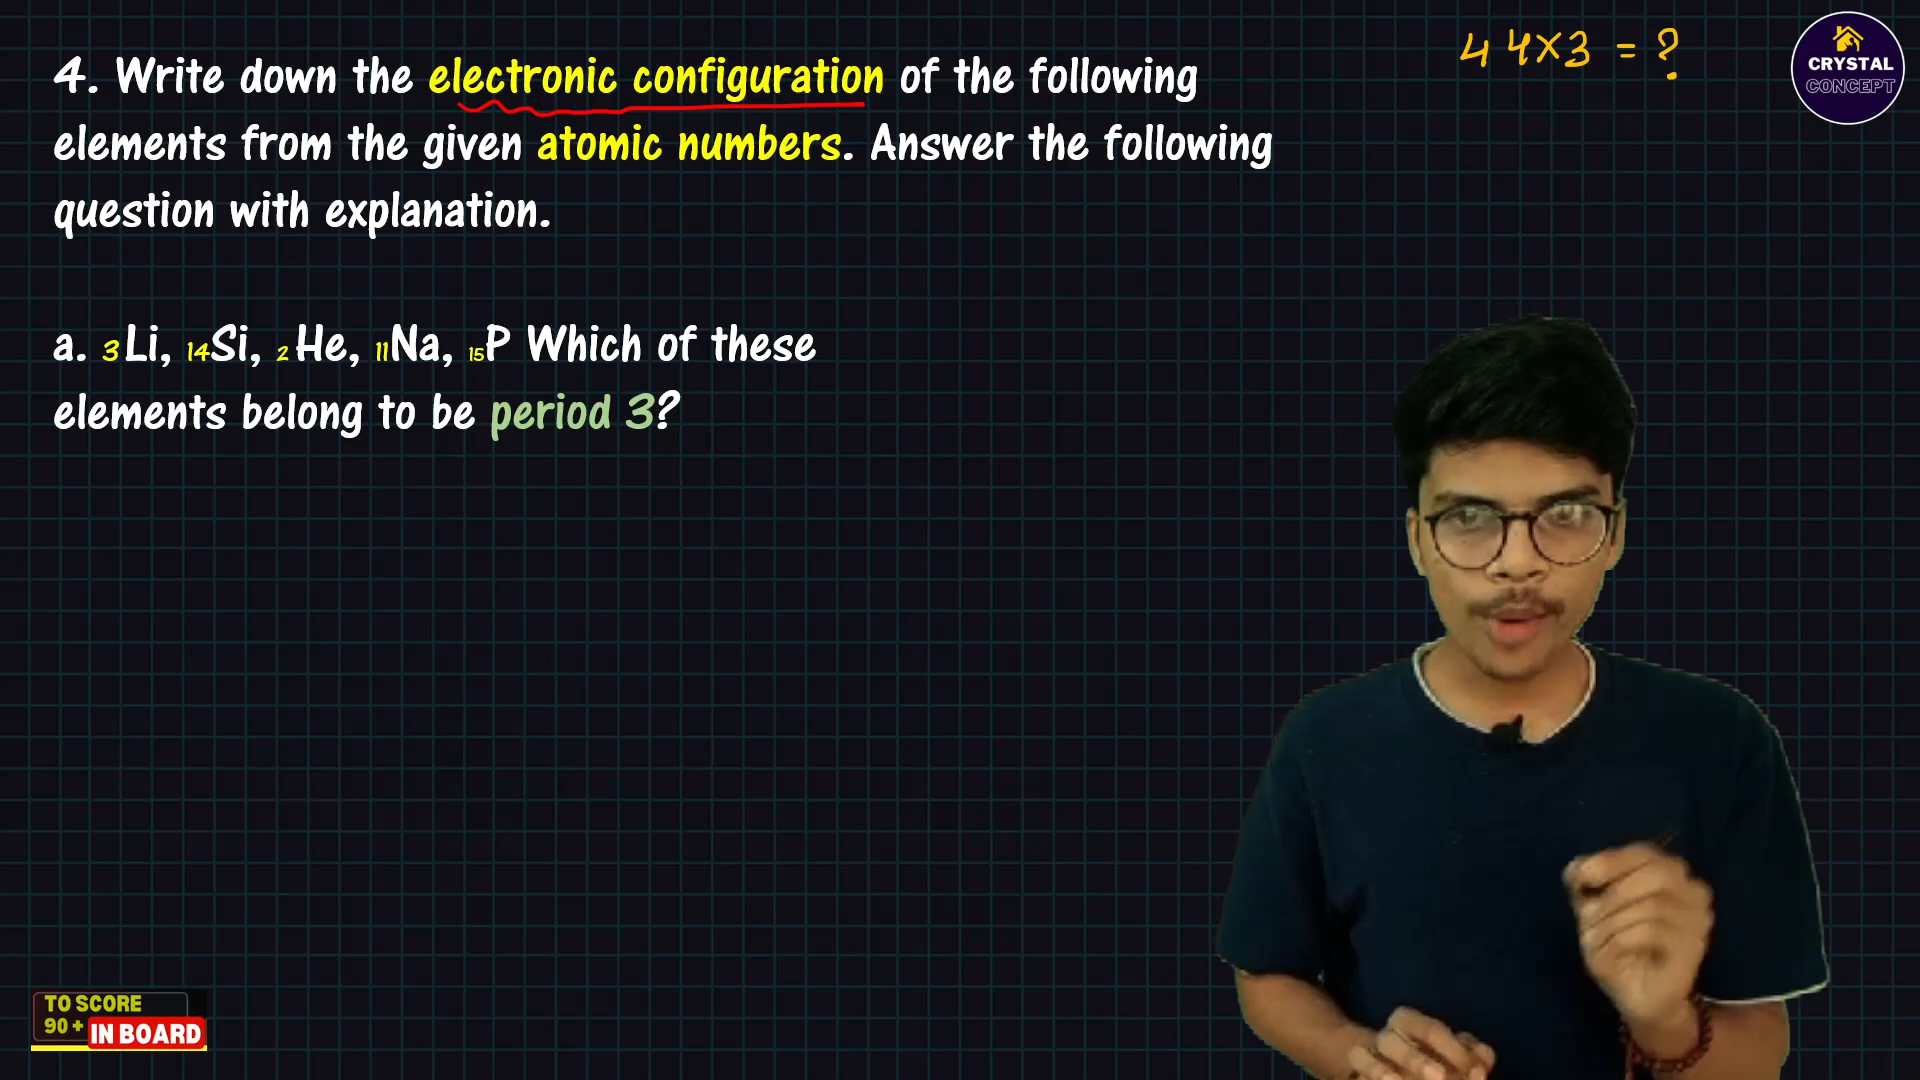 4. Write down the electronic configuration of the following
elements from the given atomic numbers. Answer the following
question with explanation.
a. ₃Li, ₁₄Si, ₂He, ₁₁Na, ₁₅P Which of these
elements belong to be period 3?
44×3 = ?
CRYSTAL
CONCEPT
TO SCORE
90 + IN BOARD